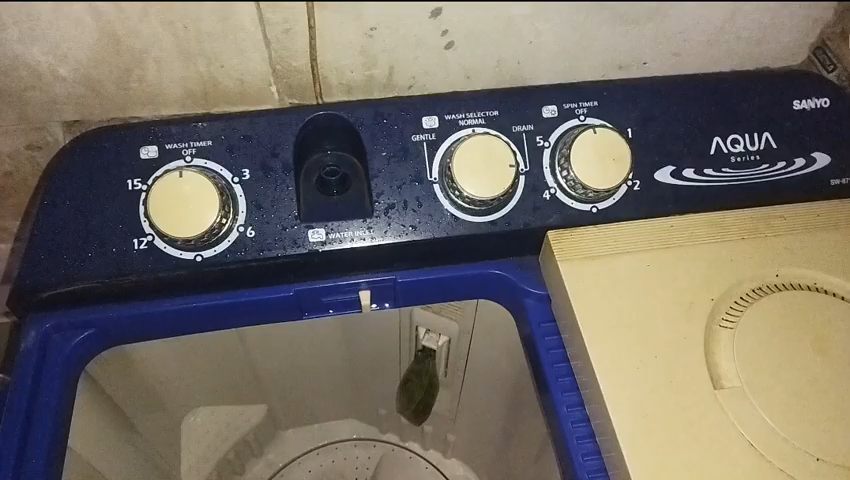 WASH TIMER
OFF
3
6
12
15
WATER INLET
WASH SELECTOR
NORMAL
GENTLE
DRAIN
SPIN TIMER
OFF
1
2
4
5
SANYO
AQUA
Series